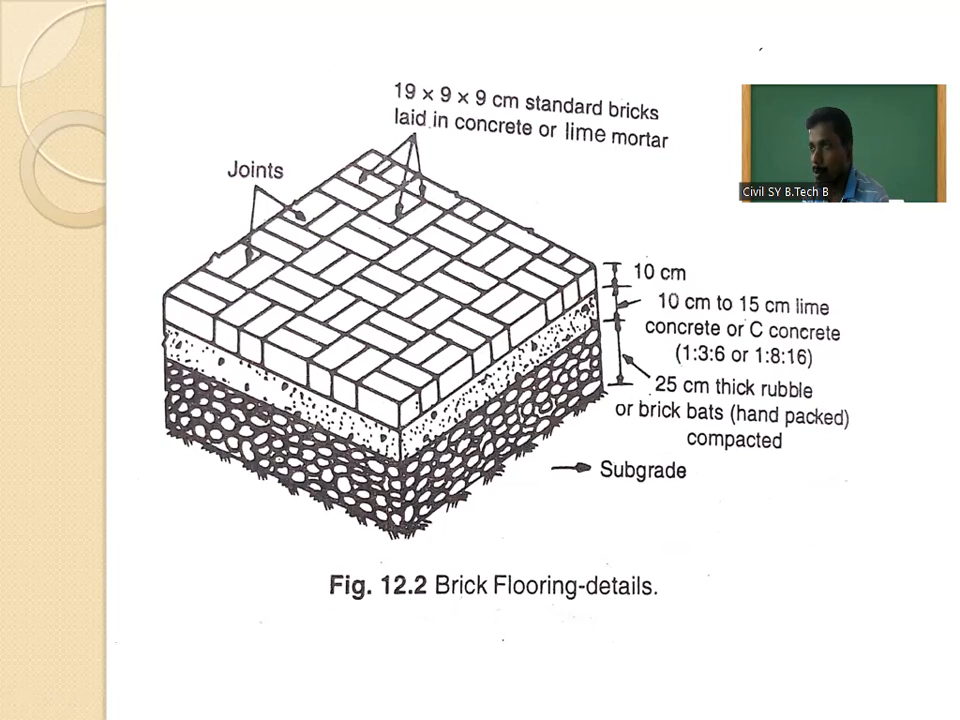 19 × 9 × 9 cm standard bricks
laid in concrete or lime mortar
Joints
Civil SY B.Tech B
10 cm
10 cm to 15 cm lime
concrete or C concrete
(1:3:6 or 1:8:16)
25 cm thick rubble
or brick bats (hand packed)
compacted
Subgrade
Fig. 12.2 Brick Flooring-details.